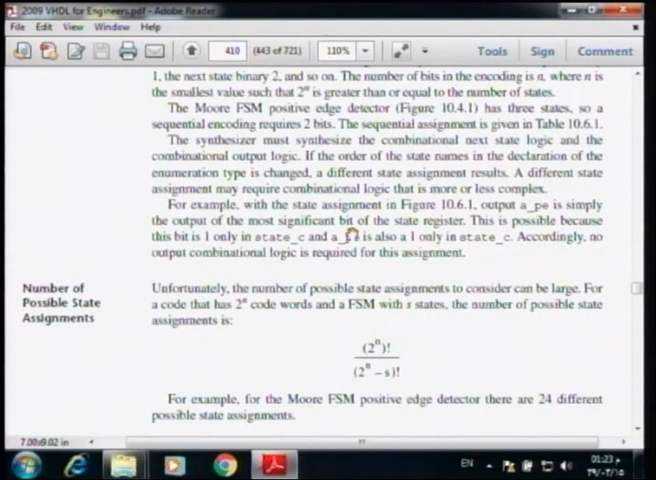 2009 VHDL for Engineers.pdf - Adobe Reader
File Edit View Window Help
410 (443 of 721) 110% Tools Sign Comment
1, the next state binary 2, and so on. The number of bits in the encoding is n, where n is
the smallest value such that 2ⁿ is greater than or equal to the number of states.
The Moore FSM positive edge detector (Figure 10.4.1) has three states, so a
sequential encoding requires 2 bits. The sequential assignment is given in Table 10.6.1.
The synthesizer must synthesize the combinational next state logic and the
combinational output logic. If the order of the state names in the declaration of the
enumeration type is changed, a different state assignment results. A different state
assignment may require combinational logic that is more or less complex.
For example, with the state assignment in Figure 10.6.1, output a_pe is simply
the output of the most significant bit of the state register. This is possible because
this bit is 1 only in state_c and is also a 1 only in state_c. Accordingly, no
output combinational logic is required for this assignment.
Number of
Possible State
Assignments
Unfortunately, the number of possible state assignments to consider can be large. For
a code that has 2ⁿ code words and a FSM with s states, the number of possible state
assignments is:
(2ⁿ)!
(2ⁿ – s)!
For example, for the Moore FSM positive edge detector there are 24 different
possible state assignments.
7.00x9.02 in
EN
01:23 م